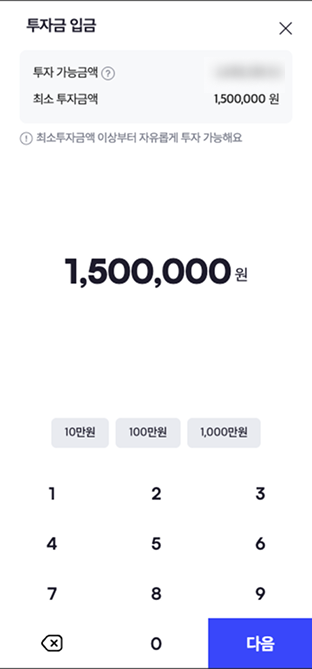 투자금 입금
투자 가능금액 ?
최소 투자금액 1,500,000 원
! 최소투자금액 이상부터 자유롭게 투자 가능해요
1,500,000 원
10만원 100만원 1,000만원
1 2 3
4 5 6
7 8 9
0 다음